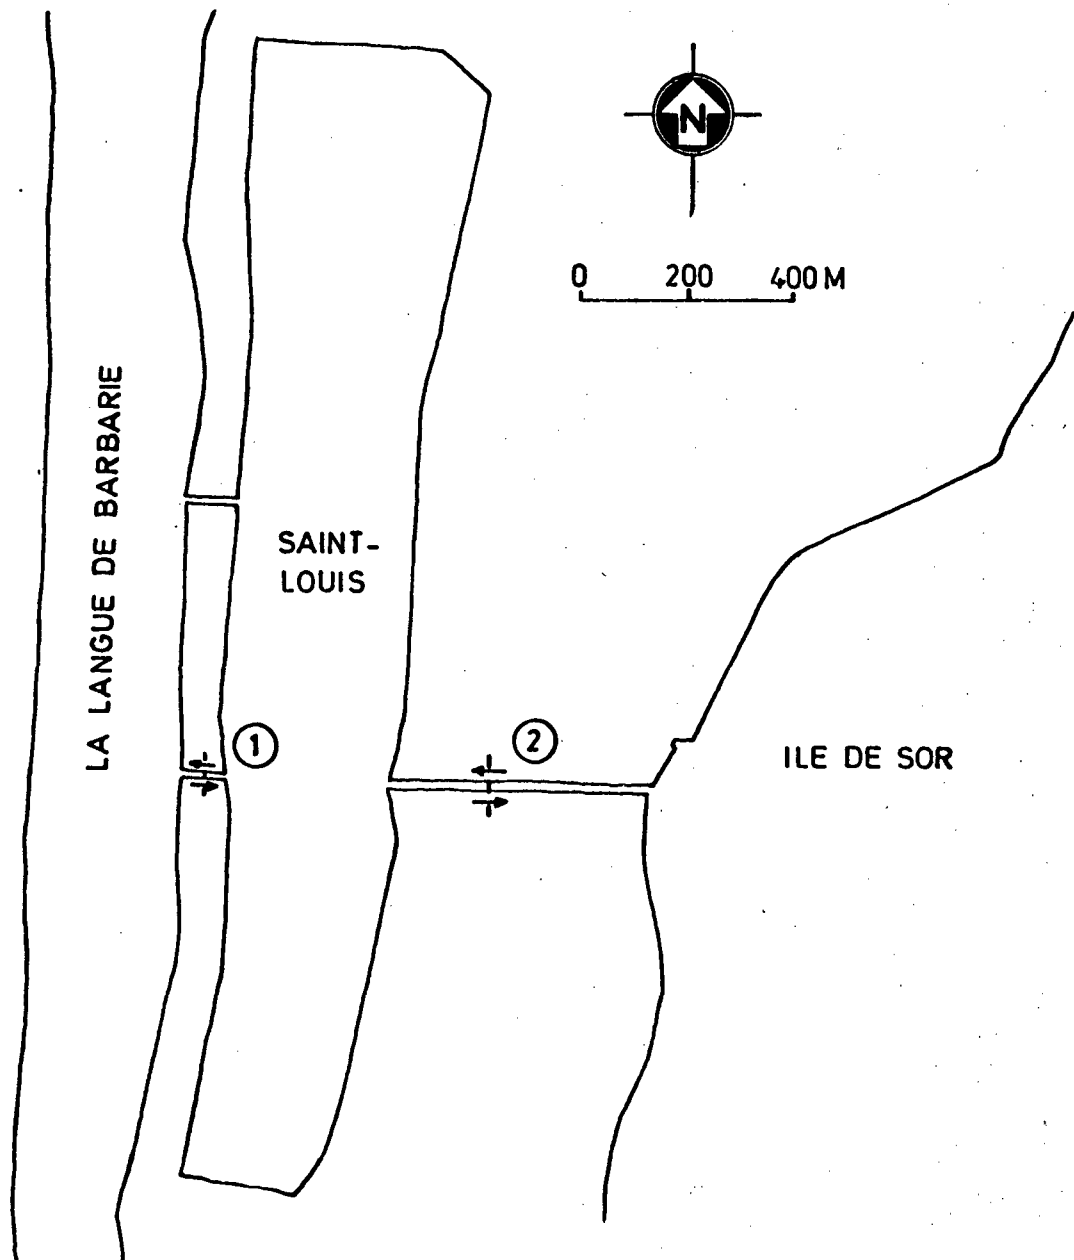 N
0 200 400 M
LA LANGUE DE BARBARIE
SAINT-
LOUIS
1
2
ILE DE SOR